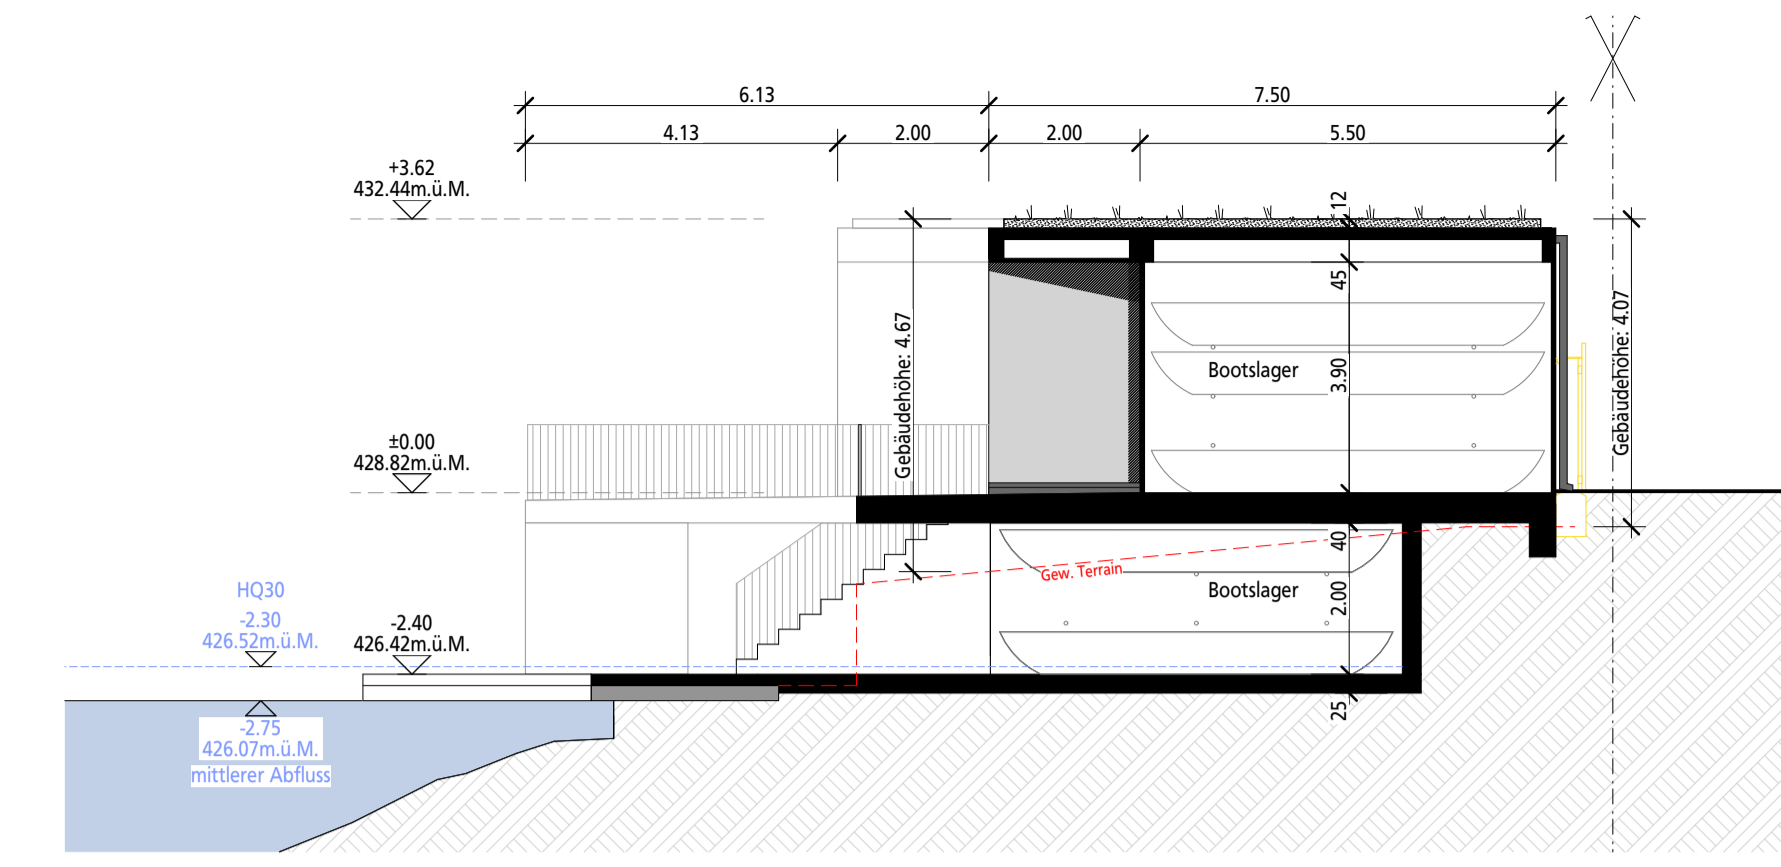 6.13
7.50
4.13
2.00
2.00
5.50
+3.62
432.44m.ü.M.
12
45
Gebäudehöhe: 4.67
Bootslager
3.90
Gebäudehöhe: 4.07
±0.00
428.82m.ü.M.
40
Gew. Terrain
Bootslager
2.00
HQ30
-2.30
426.52m.ü.M.
-2.40
426.42m.ü.M.
25
-2.75
426.07m.ü.M.
mittlerer Abfluss